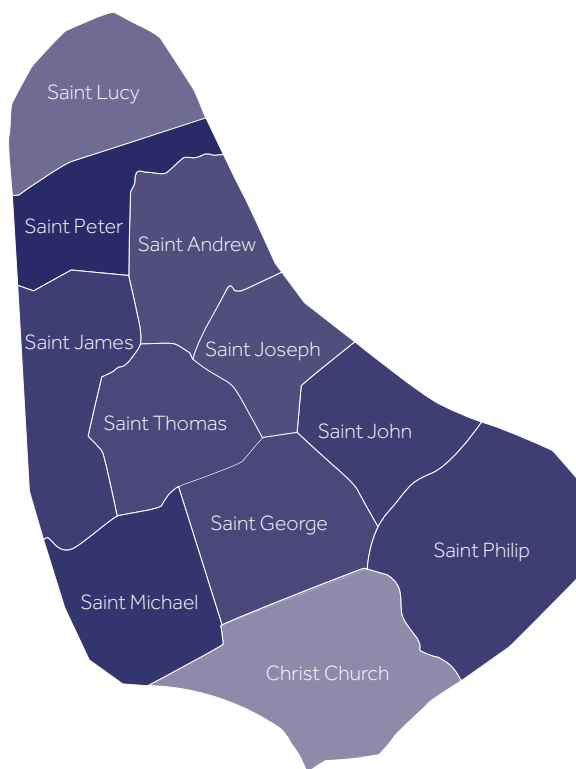 Saint Lucy
Saint Peter
Saint Andrew
Saint James
Saint Joseph
Saint Thomas
Saint John
Saint George
Saint Philip
Saint Michael
Christ Church